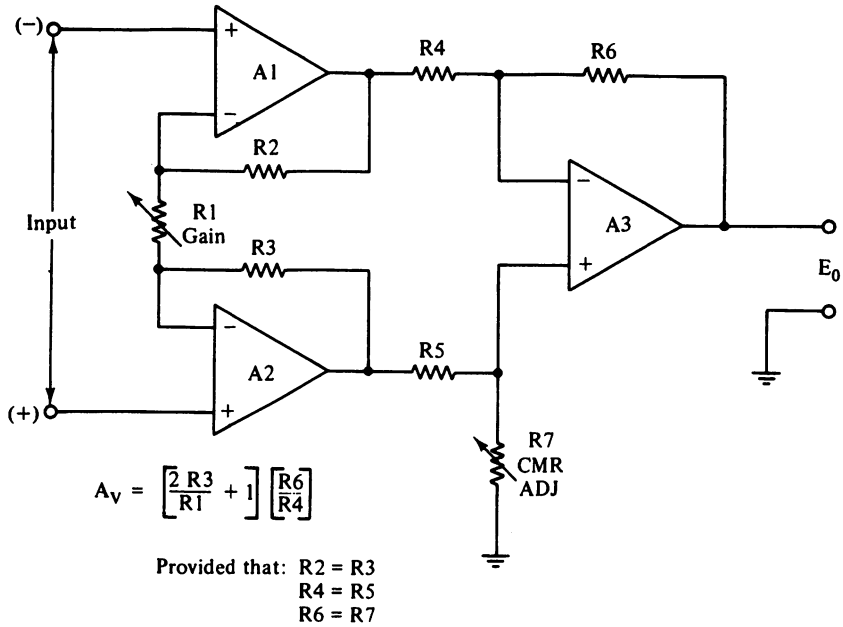 (−)
+
A1
−
R4
R6
R2
Input
R1
Gain
R3
−
A3
+
E0
−
A2
+
R5
(+)
R7
CMR
ADJ
AV = [2 R3/R1 + 1] [R6/R4]
Provided that: R2 = R3
R4 = R5
R6 = R7